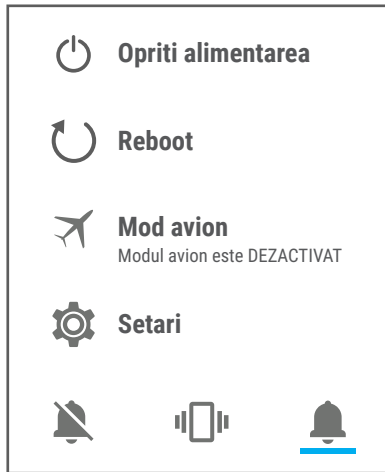 Opriti alimentarea
Reboot
Mod avion
Modul avion este DEZACTIVAT
Setari